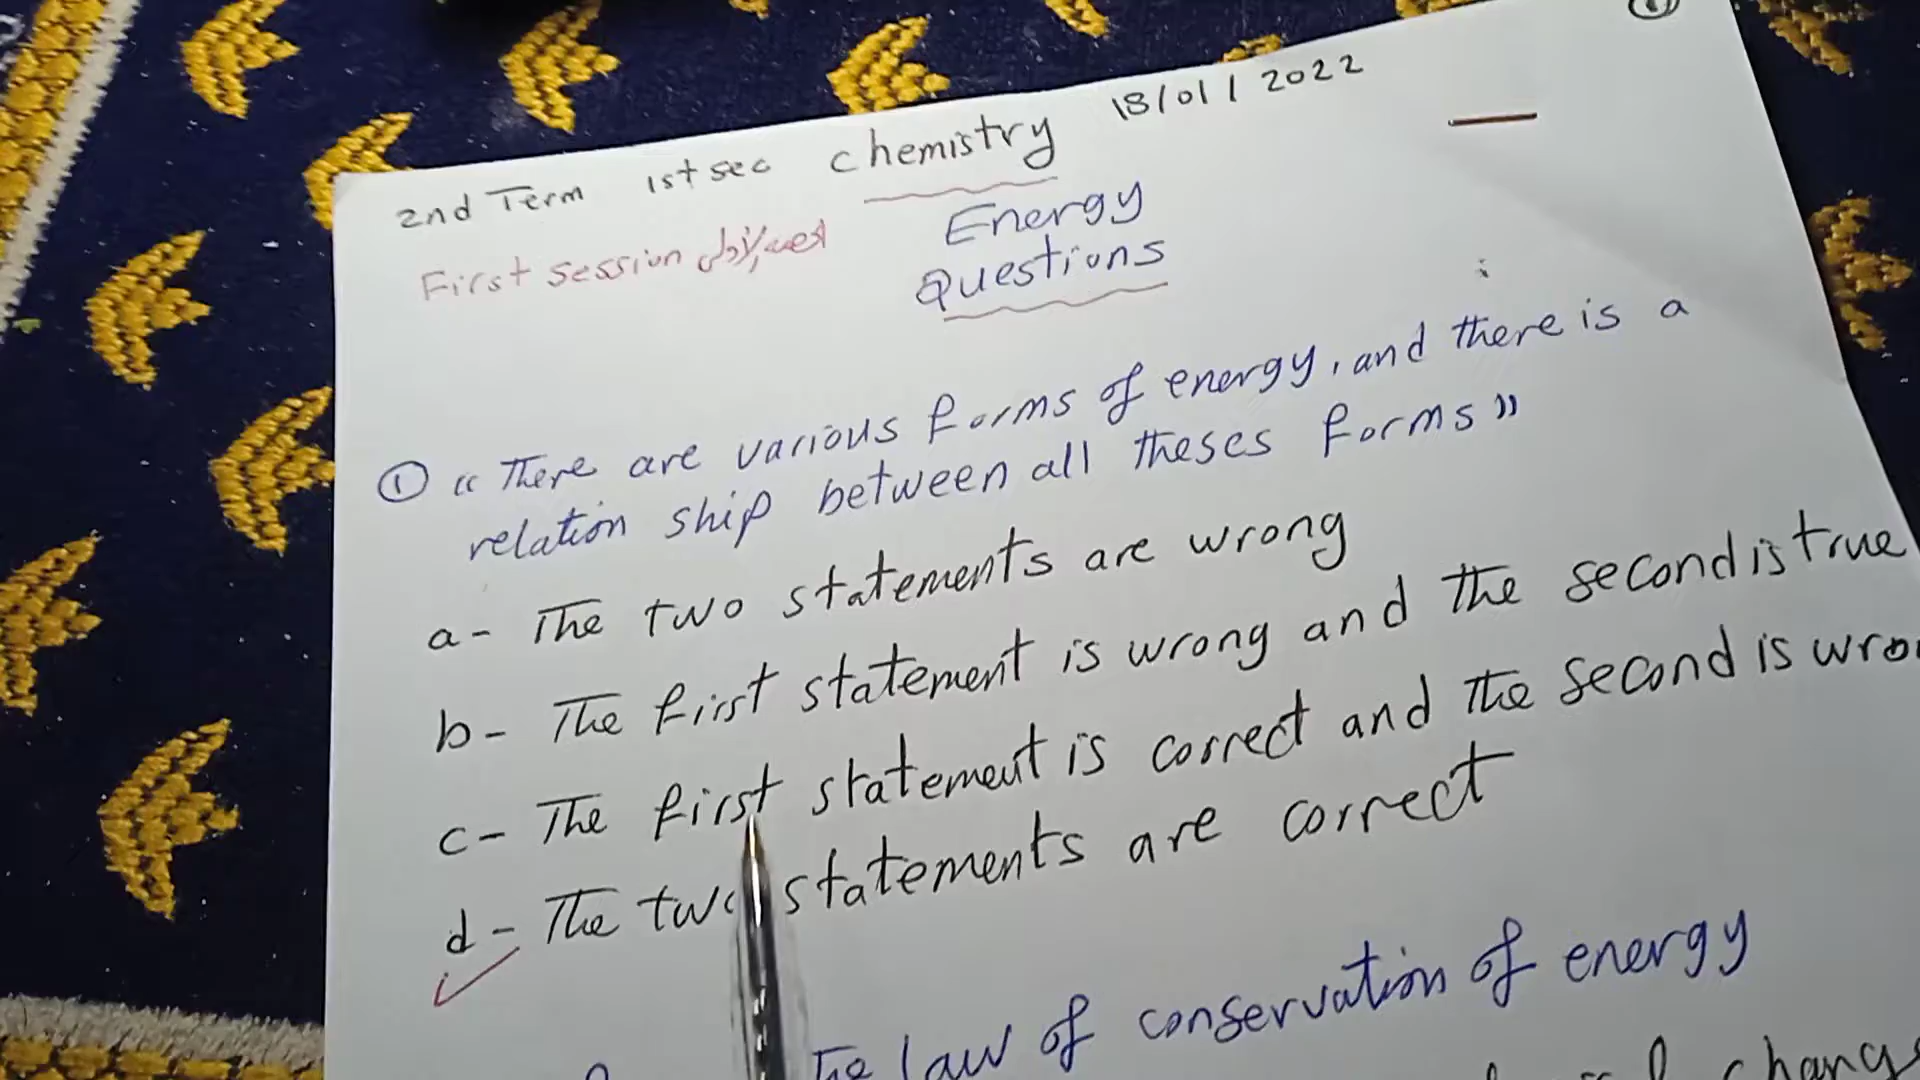 18/01/2022
2nd Term 1st sec chemistry
First session
Energy
Questions
① “There are various forms of energy, and there is a
relation ship between all theses forms”
a- The two statements are wrong
b- The first statement is wrong and the second is true
c- The first statement is correct and the second is
d- The two statements are correct
law of conservation of energy